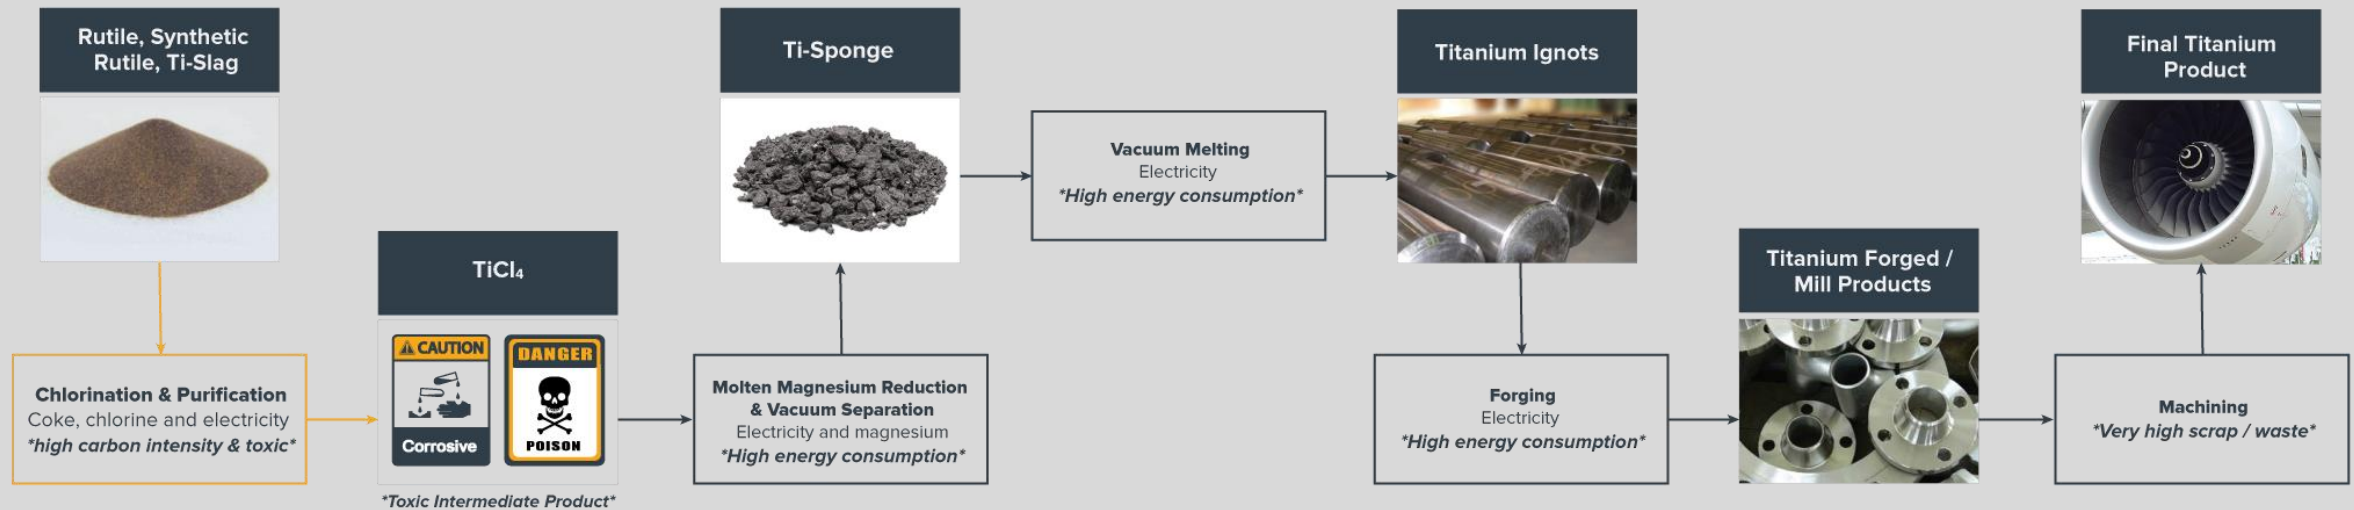 Rutile, Synthetic
Rutile, Ti-Slag
Chlorination & Purification
Coke, chlorine and electricity
*high carbon intensity & toxic*
TiCl₄
CAUTION
Corrosive
DANGER
POISON
*Toxic Intermediate Product*
Molten Magnesium Reduction
& Vacuum Separation
Electricity and magnesium
*High energy consumption*
Ti-Sponge
Vacuum Melting
Electricity
*High energy consumption*
Titanium Ignots
Forging
Electricity
*High energy consumption*
Titanium Forged /
Mill Products
Machining
*Very high scrap / waste*
Final Titanium
Product